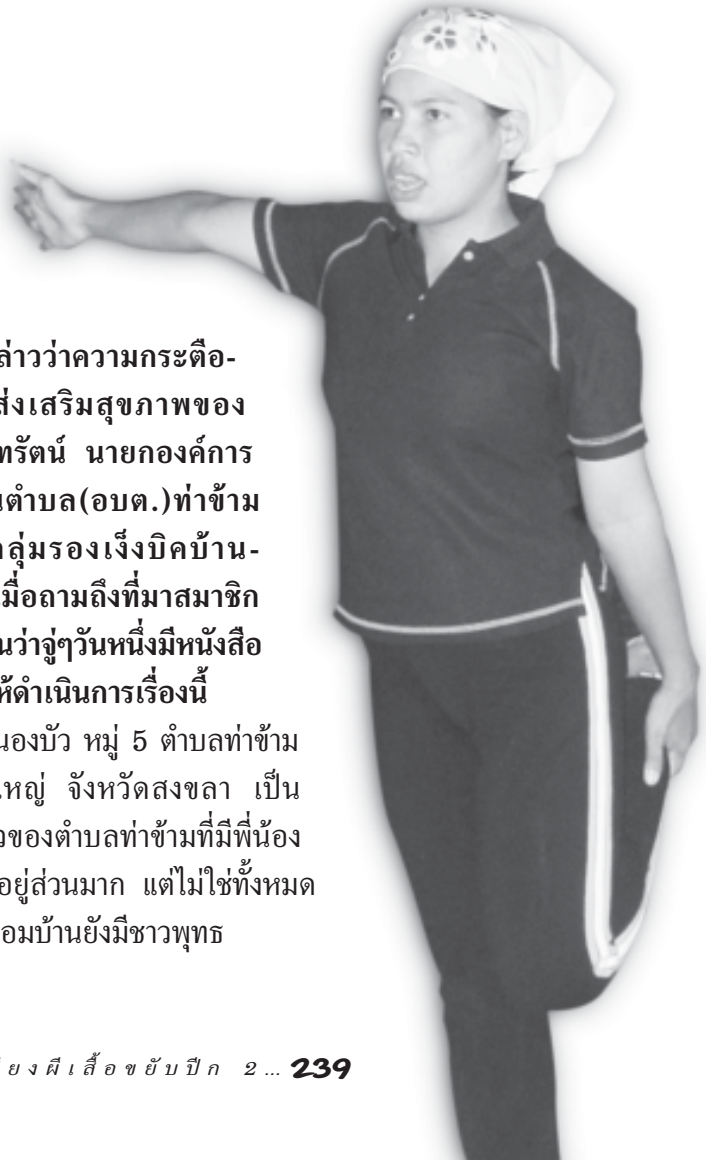 ล่าวว่าความกระตือ-
ส่งเสริมสุขภาพของ
ทรัตน์ นายกองค์การ
นตำบล(อบต.)ท่าข้าม
ลุ่มรองเง็งบิคบ้าน-
มื่อถามถึงที่มาสมาชิก
นว่าจู่ๆวันหนึ่งมีหนังสือ
ห้ดำเนินการเรื่องนี้
นองบัว หมู่ 5 ตำบลท่าข้าม
หญ่ จังหวัดสงขลา เป็น
วของตำบลท่าข้ามที่มีพี่น้อง
อยู่ส่วนมาก แต่ไม่ใช่ทั้งหมด
อมบ้านยังมีชาวพุทธ
ยงผีเสื้อขยับปีก 2... 239